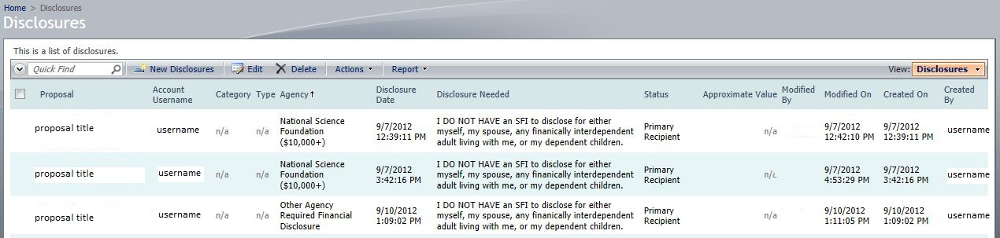 Home > Disclosures
Disclosures
This is a list of disclosures.
Quick Find New Disclosures Edit Delete Actions Report View: Disclosures
Proposal Account Username Category Type Agency Disclosure Date Disclosure Needed Status Approximate Value Modified By Modified On Created On Created By
proposal title username n/a n/a National Science Foundation ($10,000+) 9/7/2012 12:39:11 PM I DO NOT HAVE an SFI to disclose for either myself, my spouse, any finanically interdependent adult living with me, or my dependent children. Primary Recipient n/a 9/7/2012 12:42:10 PM 9/7/2012 12:39:11 PM username
proposal title username n/a n/a National Science Foundation ($10,000+) 9/7/2012 3:42:16 PM I DO NOT HAVE an SFI to disclose for either myself, my spouse, any finanically interdependent adult living with me, or my dependent children. Primary Recipient n/a 9/7/2012 4:53:29 PM 9/7/2012 3:42:16 PM username
proposal title username n/a n/a Other Agency Required Financial Disclosure 9/10/2012 1:09:02 PM I DO NOT HAVE an SFI to disclose for either myself, my spouse, any finanically interdependent adult living with me, or my dependent children. Primary Recipient n/a 9/10/2012 1:11:05 PM 9/10/2012 1:09:02 PM username